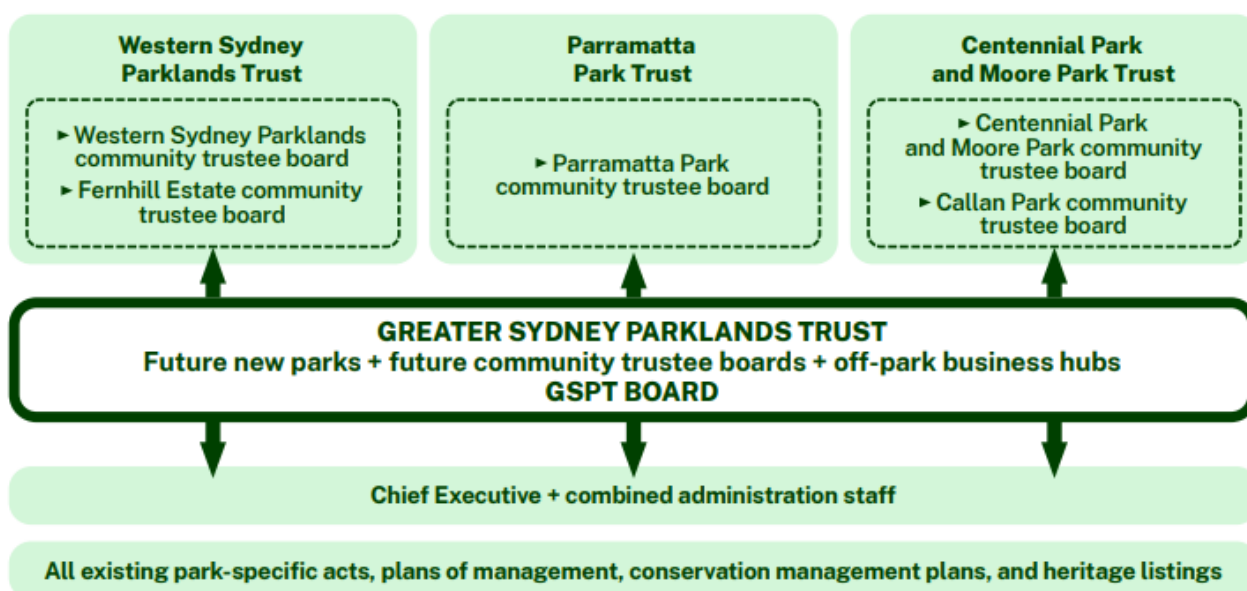 Western Sydney
Parklands Trust
► Western Sydney Parklands
community trustee board
► Fernhill Estate community
trustee board
Parramatta
Park Trust
► Parramatta Park
community trustee board
Centennial Park
and Moore Park Trust
► Centennial Park
and Moore Park community
trustee board
► Callan Park community
trustee board
GREATER SYDNEY PARKLANDS TRUST
Future new parks + future community trustee boards + off-park business hubs
GSPT BOARD
Chief Executive + combined administration staff
All existing park-specific acts, plans of management, conservation management plans, and heritage listings